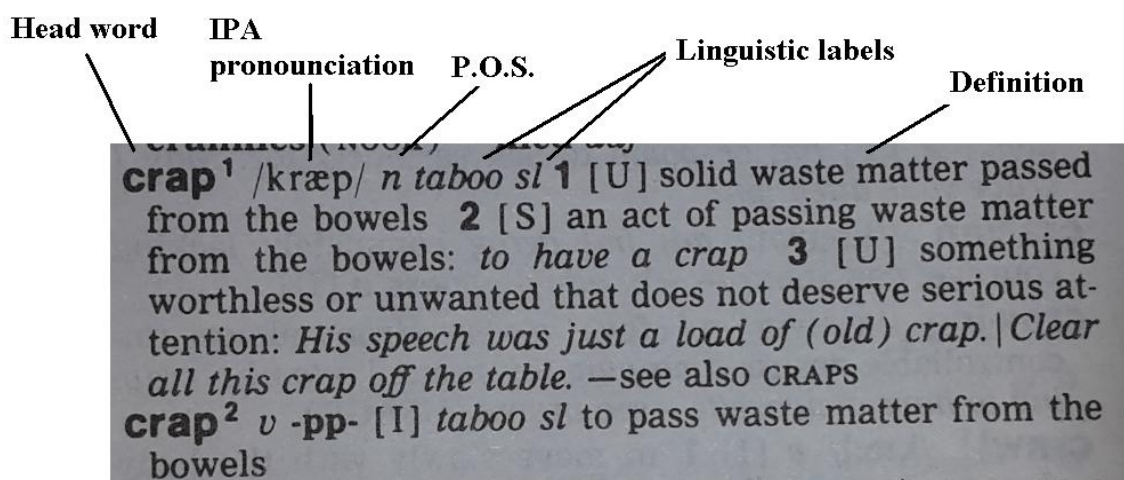 Head word
IPA
pronounciation
P.O.S.
Linguistic labels
Definition
crap¹ /kræp/ n taboo sl 1 [U] solid waste matter passed
from the bowels 2 [S] an act of passing waste matter
from the bowels: to have a crap 3 [U] something
worthless or unwanted that does not deserve serious at-
tention: His speech was just a load of (old) crap.|Clear
all this crap off the table. —see also CRAPS
crap² v -pp- [I] taboo sl to pass waste matter from the
bowels